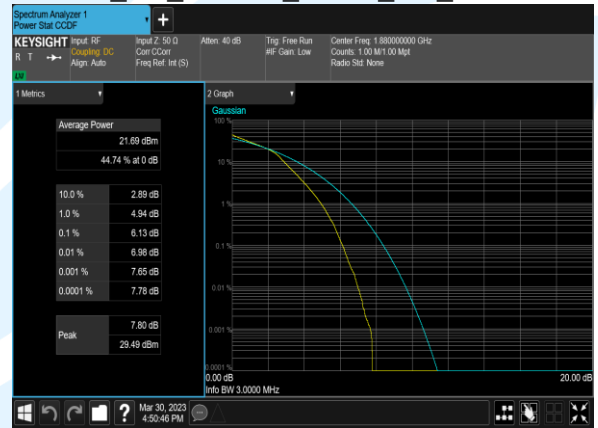 Spectrum Analyzer 1
Power Stat CCDF
KEYSIGHT
R T
LV
Input: RF
Coupling: DC
Align: Auto
Input Z: 50 Ω
Corr CCorr
Freq Ref: Int (S)
Atten: 40 dB
Trig: Free Run
#IF Gain: Low
Center Freq: 1.880000000 GHz
Counts: 1.00 M/1.00 Mpt
Radio Std: None
1 Metrics
Average Power
21.69 dBm
44.74 % at 0 dB
10.0 % 2.89 dB
1.0 % 4.94 dB
0.1 % 6.13 dB
0.01 % 6.98 dB
0.001 % 7.65 dB
0.0001 % 7.78 dB
Peak 7.80 dB
29.49 dBm
2 Graph
Gaussian
100 %
10 %
1 %
0.1 %
0.01 %
0.001 %
0.0001 %
0.00 dB 20.00 dB
Info BW 3.0000 MHz
? Mar 30, 2023
4:50:46 PM